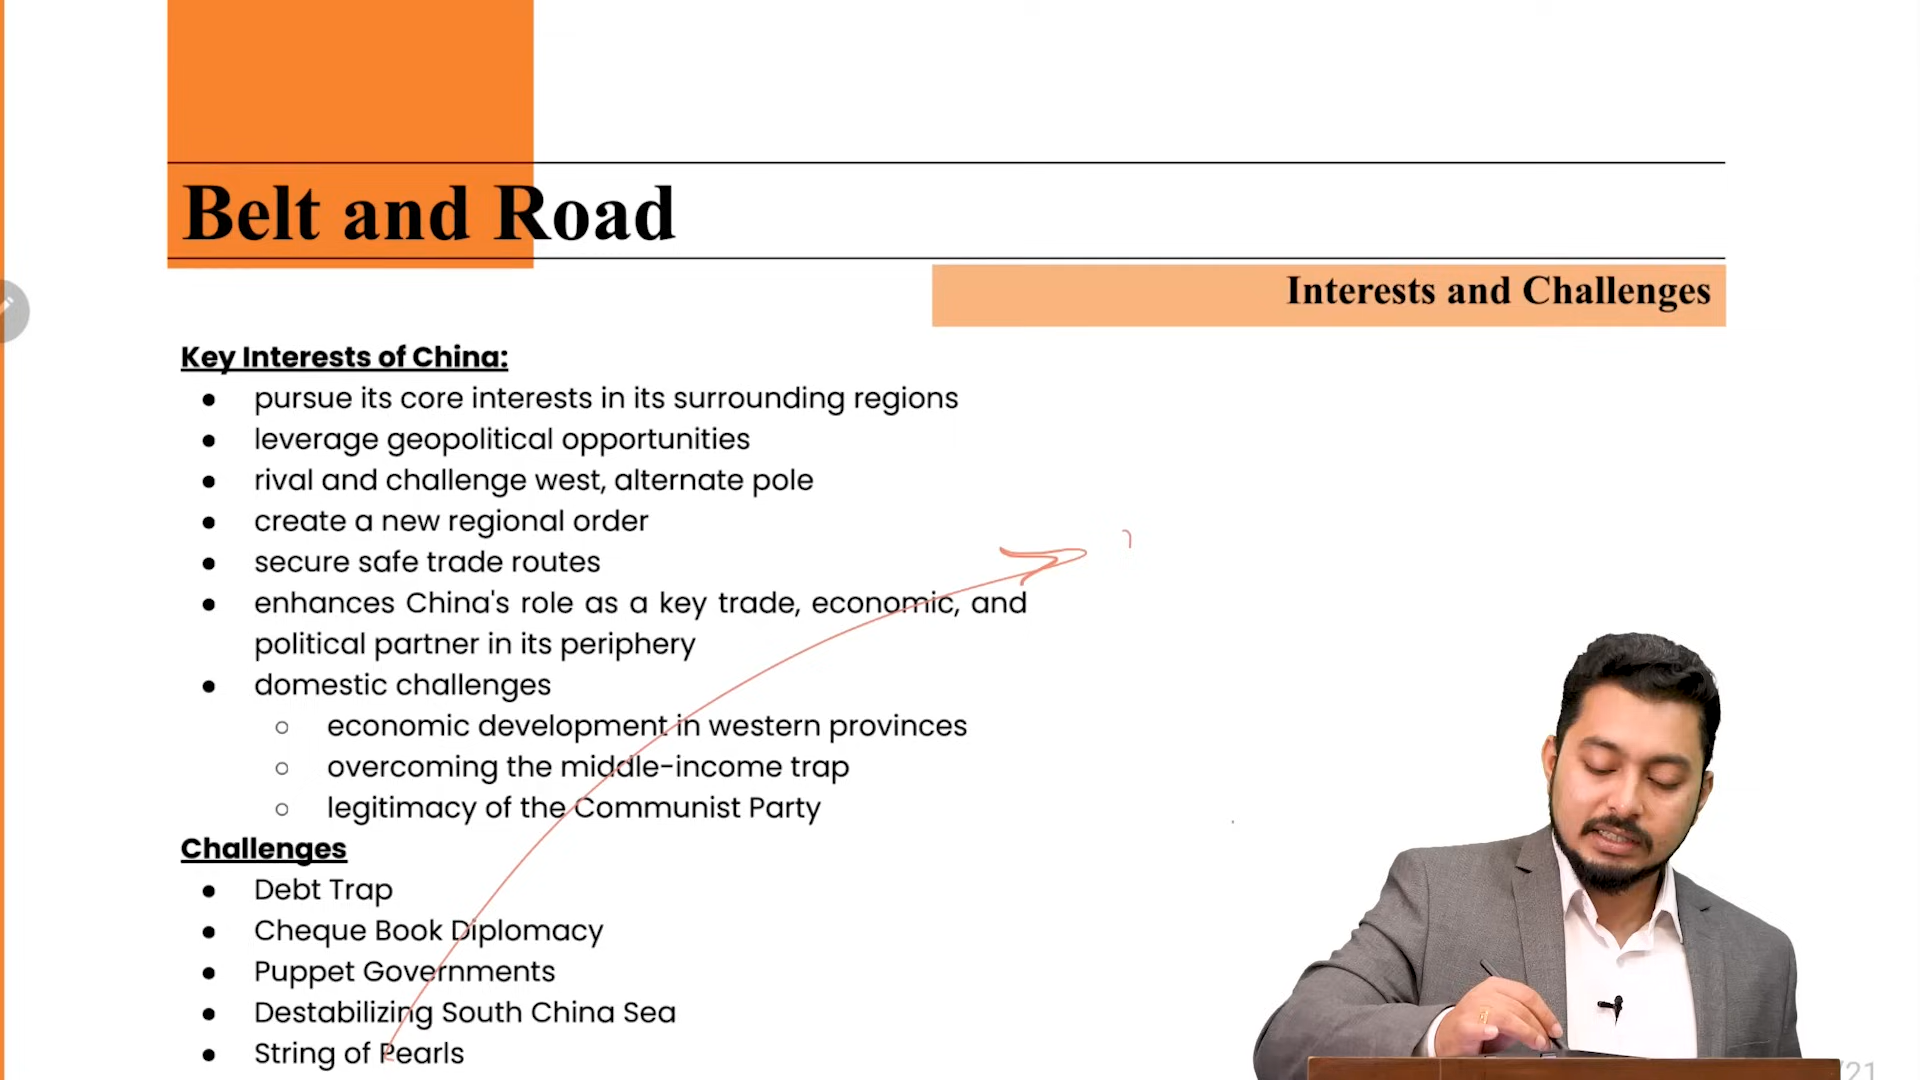 Belt and Road
Interests and Challenges
Key Interests of China:
● pursue its core interests in its surrounding regions
● leverage geopolitical opportunities
● rival and challenge west, alternate pole
● create a new regional order
● secure safe trade routes
● enhances China's role as a key trade, economic, and
political partner in its periphery
● domestic challenges
○ economic development in western provinces
○ overcoming the middle-income trap
○ legitimacy of the Communist Party
Challenges
● Debt Trap
● Cheque Book Diplomacy
● Puppet Governments
● Destabilizing South China Sea
● String of Pearls
/21